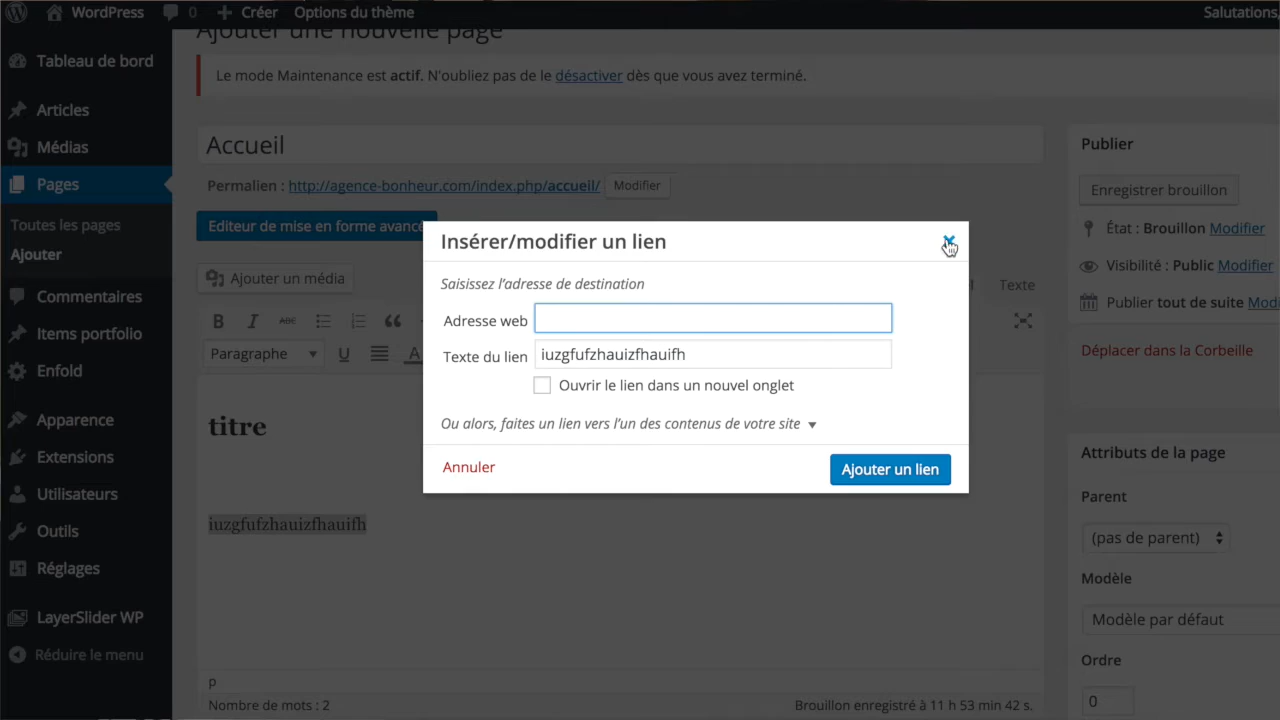 WordPress 0 Créer Options du thème Salutations,
Ajouter une nouvelle page
Le mode Maintenance est actif. N'oubliez pas de le désactiver dès que vous avez terminé.
Tableau de bord
Articles
Médias
Pages
Toutes les pages
Ajouter
Commentaires
Items portfolio
Enfold
Apparence
Extensions
Utilisateurs
Outils
Réglages
LayerSlider WP
Réduire le menu
Accueil
Permalien : http://agence-bonheur.com/index.php/accueil/ Modifier
Editeur de mise en forme avancé
Ajouter un média
Texte
B I ABC
Paragraphe U A
titre
iuzgfufzhauizfhauifh
p
Nombre de mots : 2
Brouillon enregistré à 11 h 53 min 42 s.
Insérer/modifier un lien
Saisissez l'adresse de destination
Adresse web
Texte du lien iuzgfufzhauizfhauifh
Ouvrir le lien dans un nouvel onglet
Ou alors, faites un lien vers l'un des contenus de votre site
Annuler
Ajouter un lien
Publier
Enregistrer brouillon
État : Brouillon Modifier
Visibilité : Public Modifier
Publier tout de suite Modi
Déplacer dans la Corbeille
Attributs de la page
Parent
(pas de parent)
Modèle
Modèle par défaut
Ordre
0